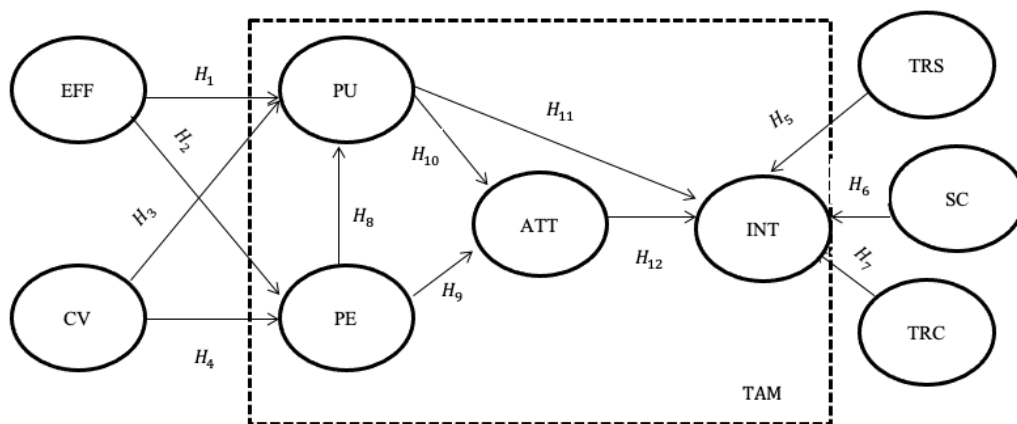 EFF
H₁
PU
TRS
H₂
H₁₁
H₅
H₁₀
H₃
H₈
ATT
INT
H₆
SC
H₁₂
H₇
H₉
CV
H₄
PE
TRC
TAM